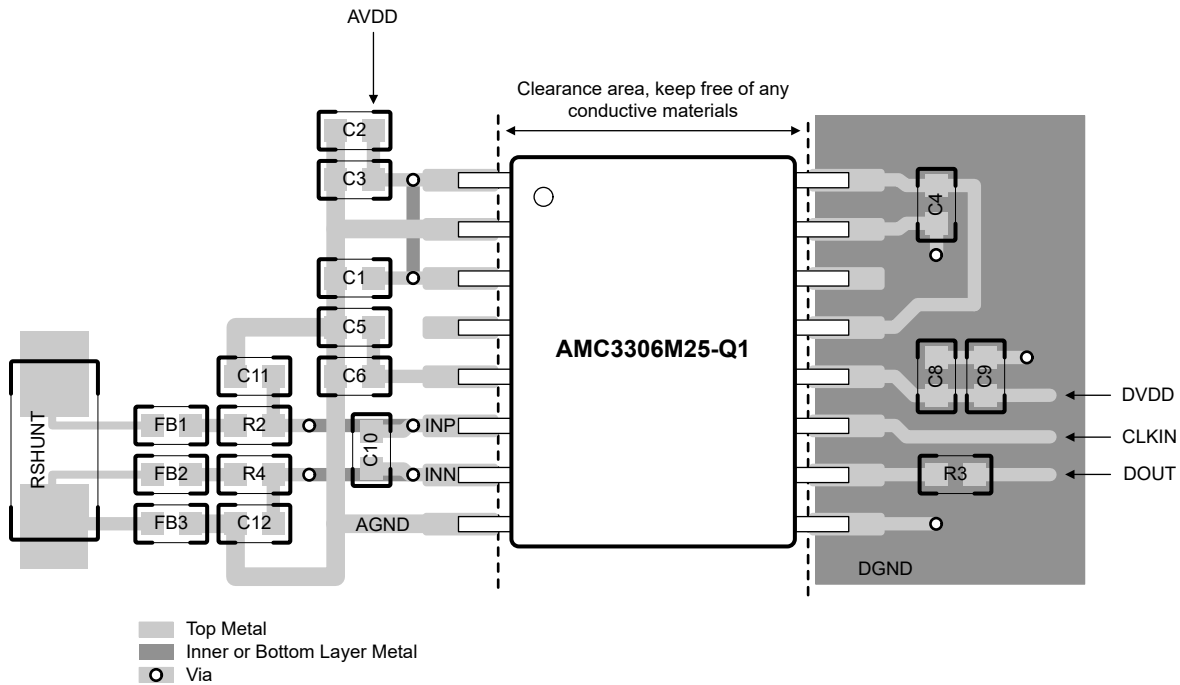 AVDD
Clearance area, keep free of any
conductive materials
C2
C3
C4
C1
C5
AMC3306M25-Q1
C11
C6
C8
C9
DVDD
RSHUNT
FB1
R2
C10
INP
CLKIN
FB2
R4
INN
R3
DOUT
FB3
C12
AGND
DGND
Top Metal
Inner or Bottom Layer Metal
Via